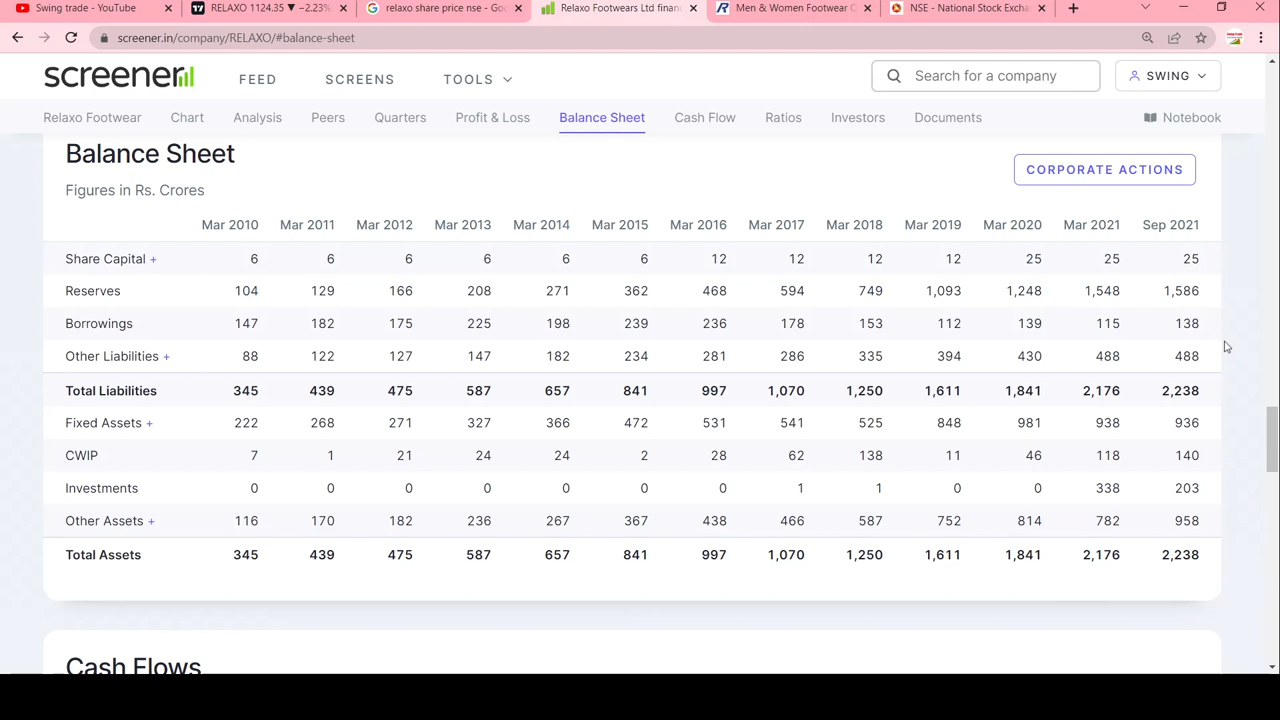 Swing trade - YouTube RELAXO 1124.35 ▼ −2.23% relaxo share price nse - Goo Relaxo Footwears Ltd finan Men & Women Footwear C NSE - National Stock Excha
screener.in/company/RELAXO/#balance-sheet
screener FEED SCREENS TOOLS Search for a company SWING
Relaxo Footwear Chart Analysis Peers Quarters Profit & Loss Balance Sheet Cash Flow Ratios Investors Documents Notebook
Balance Sheet
CORPORATE ACTIONS
Figures in Rs. Crores
Mar 2010 Mar 2011 Mar 2012 Mar 2013 Mar 2014 Mar 2015 Mar 2016 Mar 2017 Mar 2018 Mar 2019 Mar 2020 Mar 2021 Sep 2021
Share Capital + 6 6 6 6 6 6 12 12 12 12 25 25 25
Reserves 104 129 166 208 271 362 468 594 749 1,093 1,248 1,548 1,586
Borrowings 147 182 175 225 198 239 236 178 153 112 139 115 138
Other Liabilities + 88 122 127 147 182 234 281 286 335 394 430 488 488
Total Liabilities 345 439 475 587 657 841 997 1,070 1,250 1,611 1,841 2,176 2,238
Fixed Assets + 222 268 271 327 366 472 531 541 525 848 981 938 936
CWIP 7 1 21 24 24 2 28 62 138 11 46 118 140
Investments 0 0 0 0 0 0 0 1 1 0 0 338 203
Other Assets + 116 170 182 236 267 367 438 466 587 752 814 782 958
Total Assets 345 439 475 587 657 841 997 1,070 1,250 1,611 1,841 2,176 2,238
Cash Flows